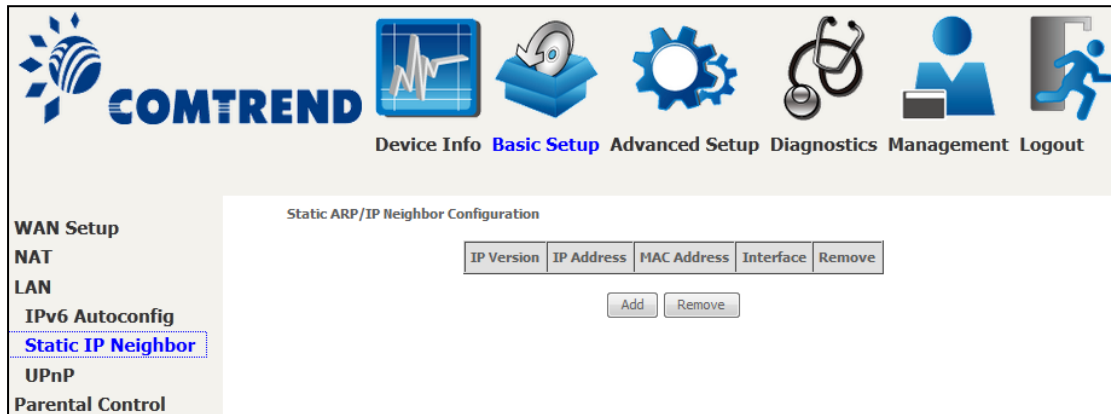 COMTREND
Device Info Basic Setup Advanced Setup Diagnostics Management Logout
WAN Setup
NAT
LAN
IPv6 Autoconfig
Static IP Neighbor
UPnP
Parental Control
Static ARP/IP Neighbor Configuration
IP Version IP Address MAC Address Interface Remove
Add Remove